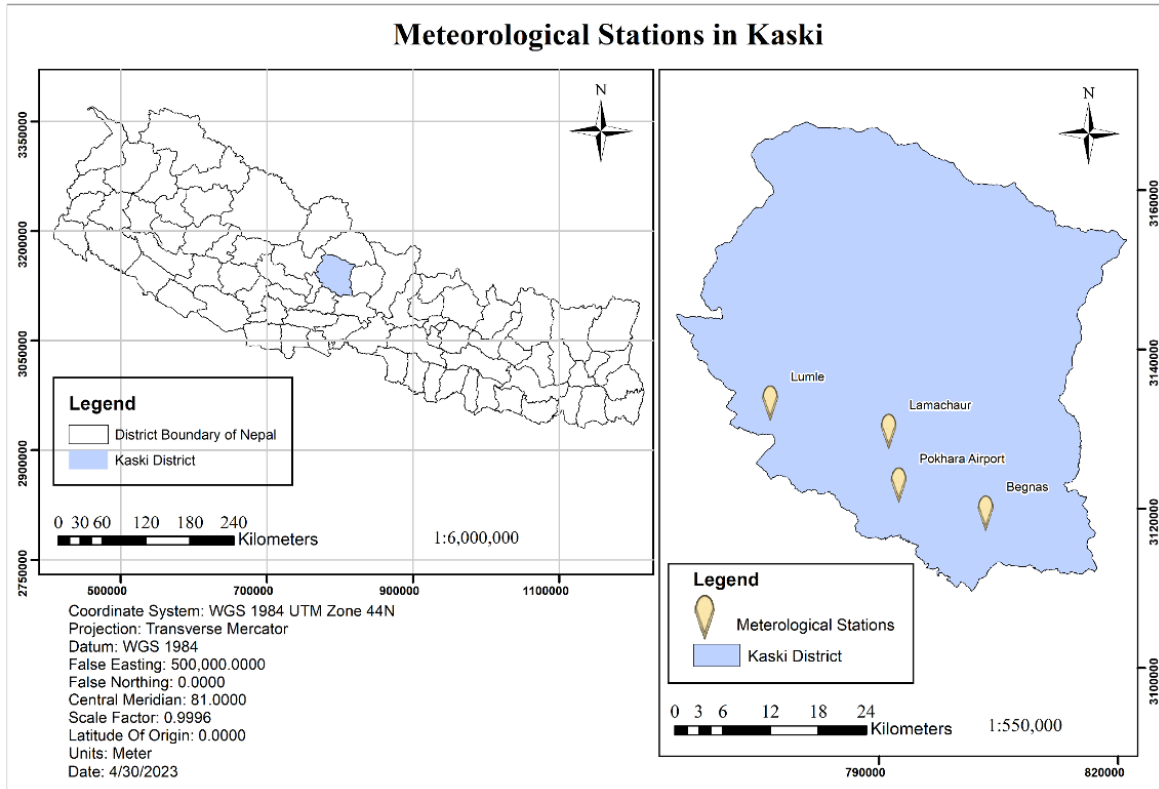 Meteorological Stations in Kaski
N
3350000
3200000
3050000
2900000
2750000
Legend
District Boundary of Nepal
Kaski District
0 30 60 120 180 240
Kilometers
1:6,000,000
500000 700000 900000 1100000
Coordinate System: WGS 1984 UTM Zone 44N
Projection: Transverse Mercator
Datum: WGS 1984
False Easting: 500,000.0000
False Northing: 0.0000
Central Meridian: 81.0000
Scale Factor: 0.9996
Latitude Of Origin: 0.0000
Units: Meter
Date: 4/30/2023
N
Lumle
Lamachaur
Pokhara Airport
Begnas
3160000
3140000
3120000
3100000
Legend
Meterological Stations
Kaski District
0 3 6 12 18 24
Kilometers
1:550,000
790000 820000